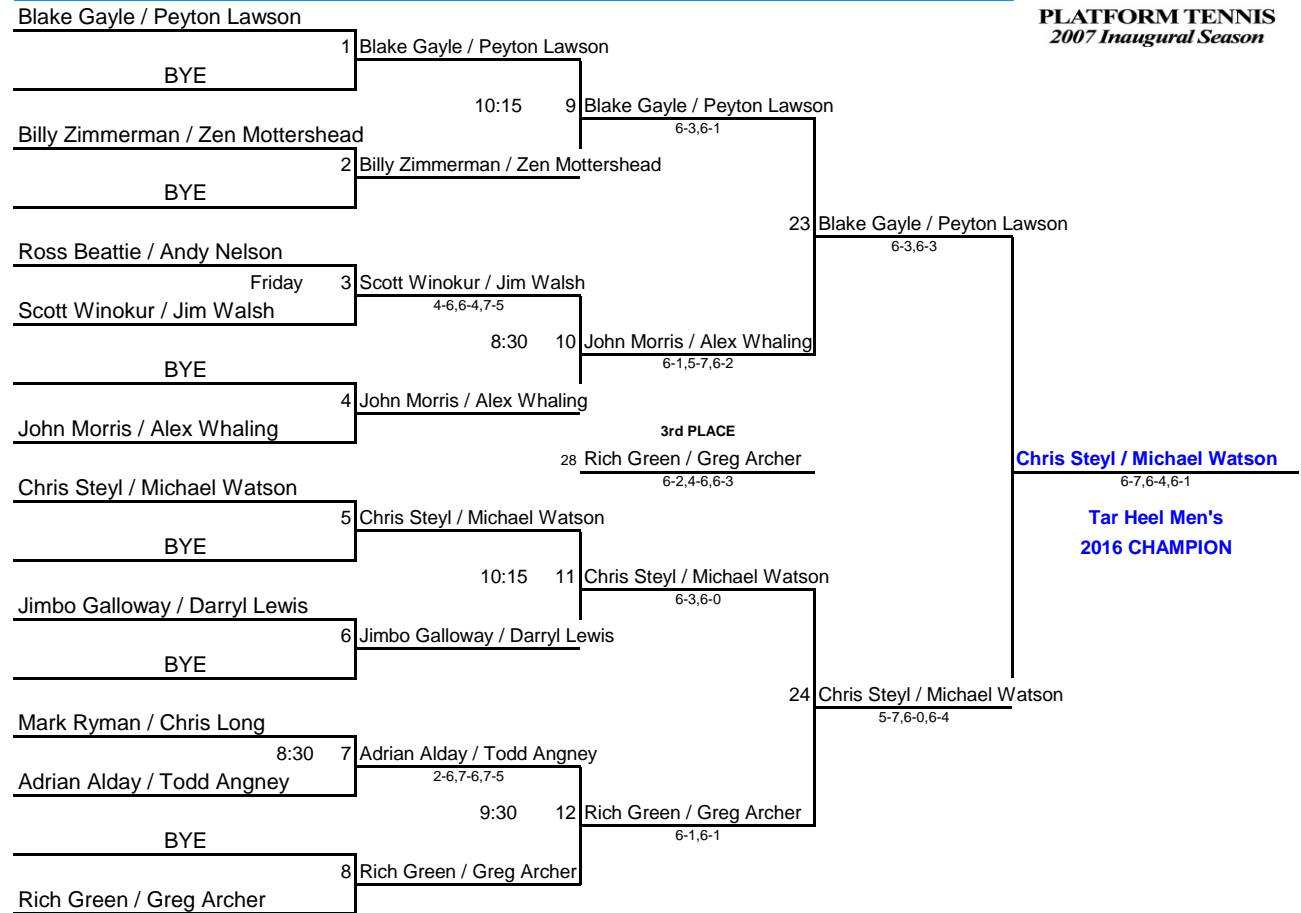 Blake Gayle / Peyton Lawson
PLATFORM TENNIS
2007 Inaugural Season
1 Blake Gayle / Peyton Lawson
BYE
10:15 9 Blake Gayle / Peyton Lawson
6-3,6-1
Billy Zimmerman / Zen Mottershead
2 Billy Zimmerman / Zen Mottershead
BYE
23 Blake Gayle / Peyton Lawson
6-3,6-3
Ross Beattie / Andy Nelson
Friday 3 Scott Winokur / Jim Walsh
4-6,6-4,7-5
Scott Winokur / Jim Walsh
8:30 10 John Morris / Alex Whaling
6-1,5-7,6-2
BYE
4 John Morris / Alex Whaling
John Morris / Alex Whaling
3rd PLACE
28 Rich Green / Greg Archer
6-2,4-6,6-3
Chris Steyl / Michael Watson
6-7,6-4,6-1
Tar Heel Men's
2016 CHAMPION
Chris Steyl / Michael Watson
5 Chris Steyl / Michael Watson
BYE
10:15 11 Chris Steyl / Michael Watson
6-3,6-0
Jimbo Galloway / Darryl Lewis
6 Jimbo Galloway / Darryl Lewis
BYE
24 Chris Steyl / Michael Watson
5-7,6-0,6-4
Mark Ryman / Chris Long
8:30 7 Adrian Alday / Todd Angney
2-6,7-6,7-5
Adrian Alday / Todd Angney
9:30 12 Rich Green / Greg Archer
6-1,6-1
BYE
8 Rich Green / Greg Archer
Rich Green / Greg Archer